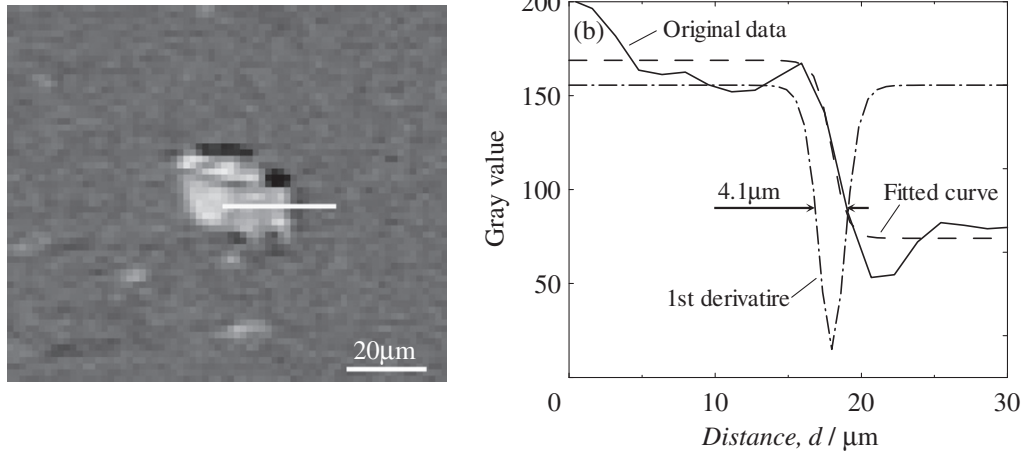 20μm
200
150
100
50
0
10
20
30
(b)
Original data
4.1μm
Fitted curve
1st derivatire
Gray value
Distance, d / μm